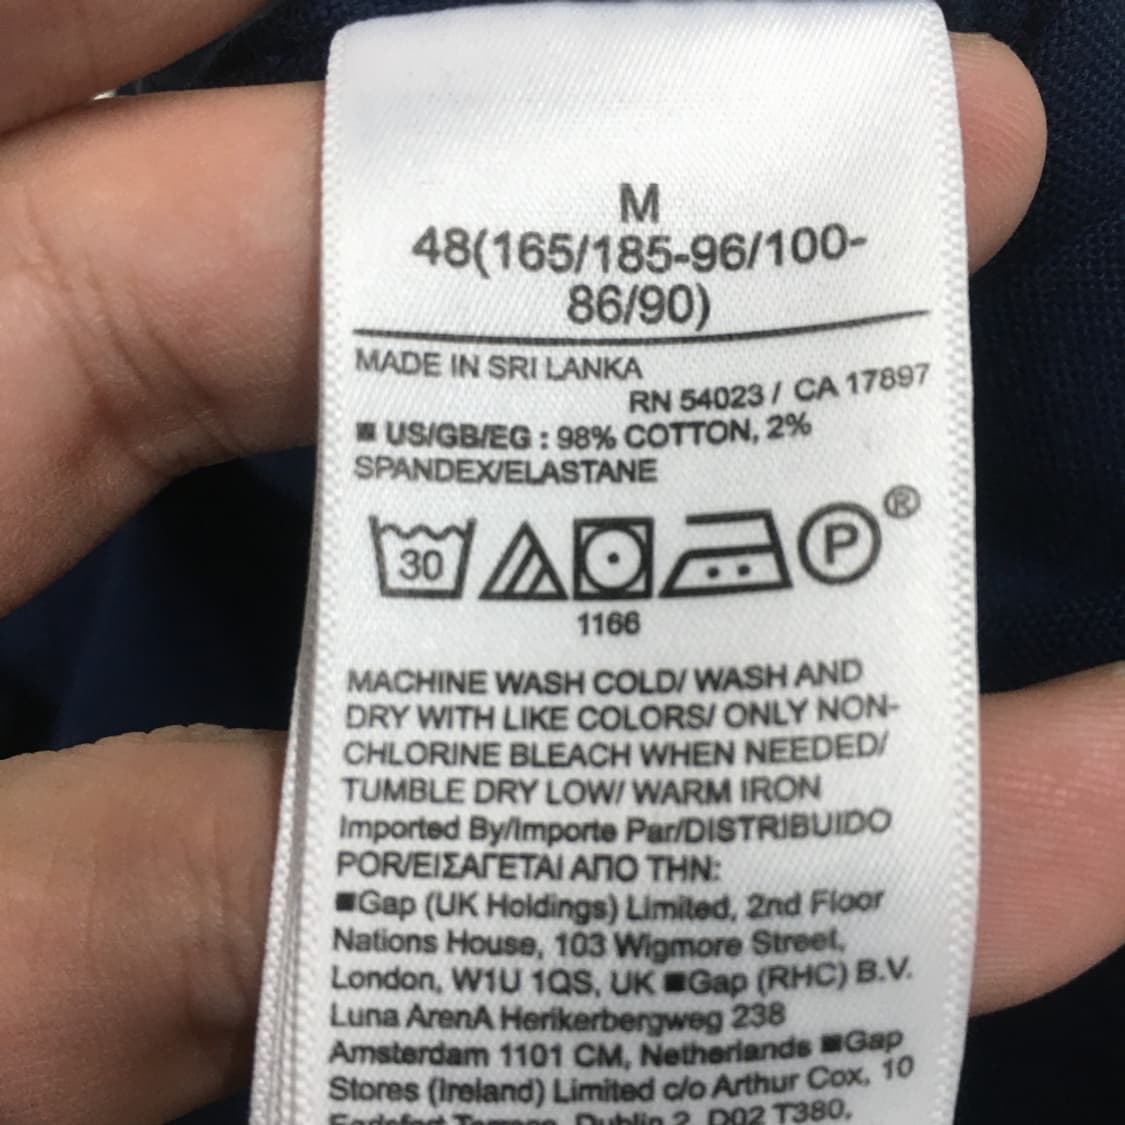 M
48(165/185-96/100-
86/90)
MADE IN SRI LANKA
RN 54023 / CA 17897
■ US/GB/EG : 98% COTTON, 2%
SPANDEX/ELASTANE
30
P
®
1166
MACHINE WASH COLD/ WASH AND
DRY WITH LIKE COLORS/ ONLY NON-
CHLORINE BLEACH WHEN NEEDED/
TUMBLE DRY LOW/ WARM IRON
Imported By/Importe Par/DISTRIBUIDO
POR/ΕΙΣΑΓΕΤΑΙ ΑΠΟ ΤΗΝ:
■Gap (UK Holdings) Limited, 2nd Floor
Nations House, 103 Wigmore Street,
London, W1U 1QS, UK ■Gap (RHC) B.V.
Luna ArenA Herikerbergweg 238
Amsterdam 1101 CM, Netherlands ■Gap
Stores (Ireland) Limited c/o Arthur Cox, 10
Dublin 2, D02 T380,